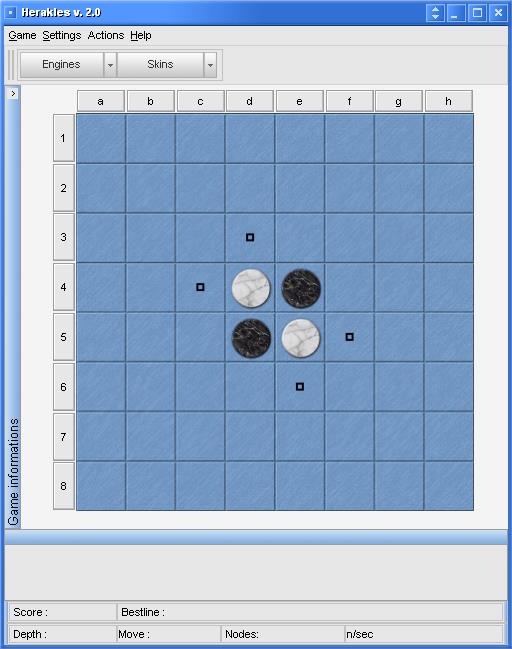 Herakles v. 2.0
Game Settings Actions Help
Engines Skins
>
a b c d e f g h
1
2
3
4
5
6
7
8
Game informations
Score : Bestline :
Depth : Move : Nodes: n/sec